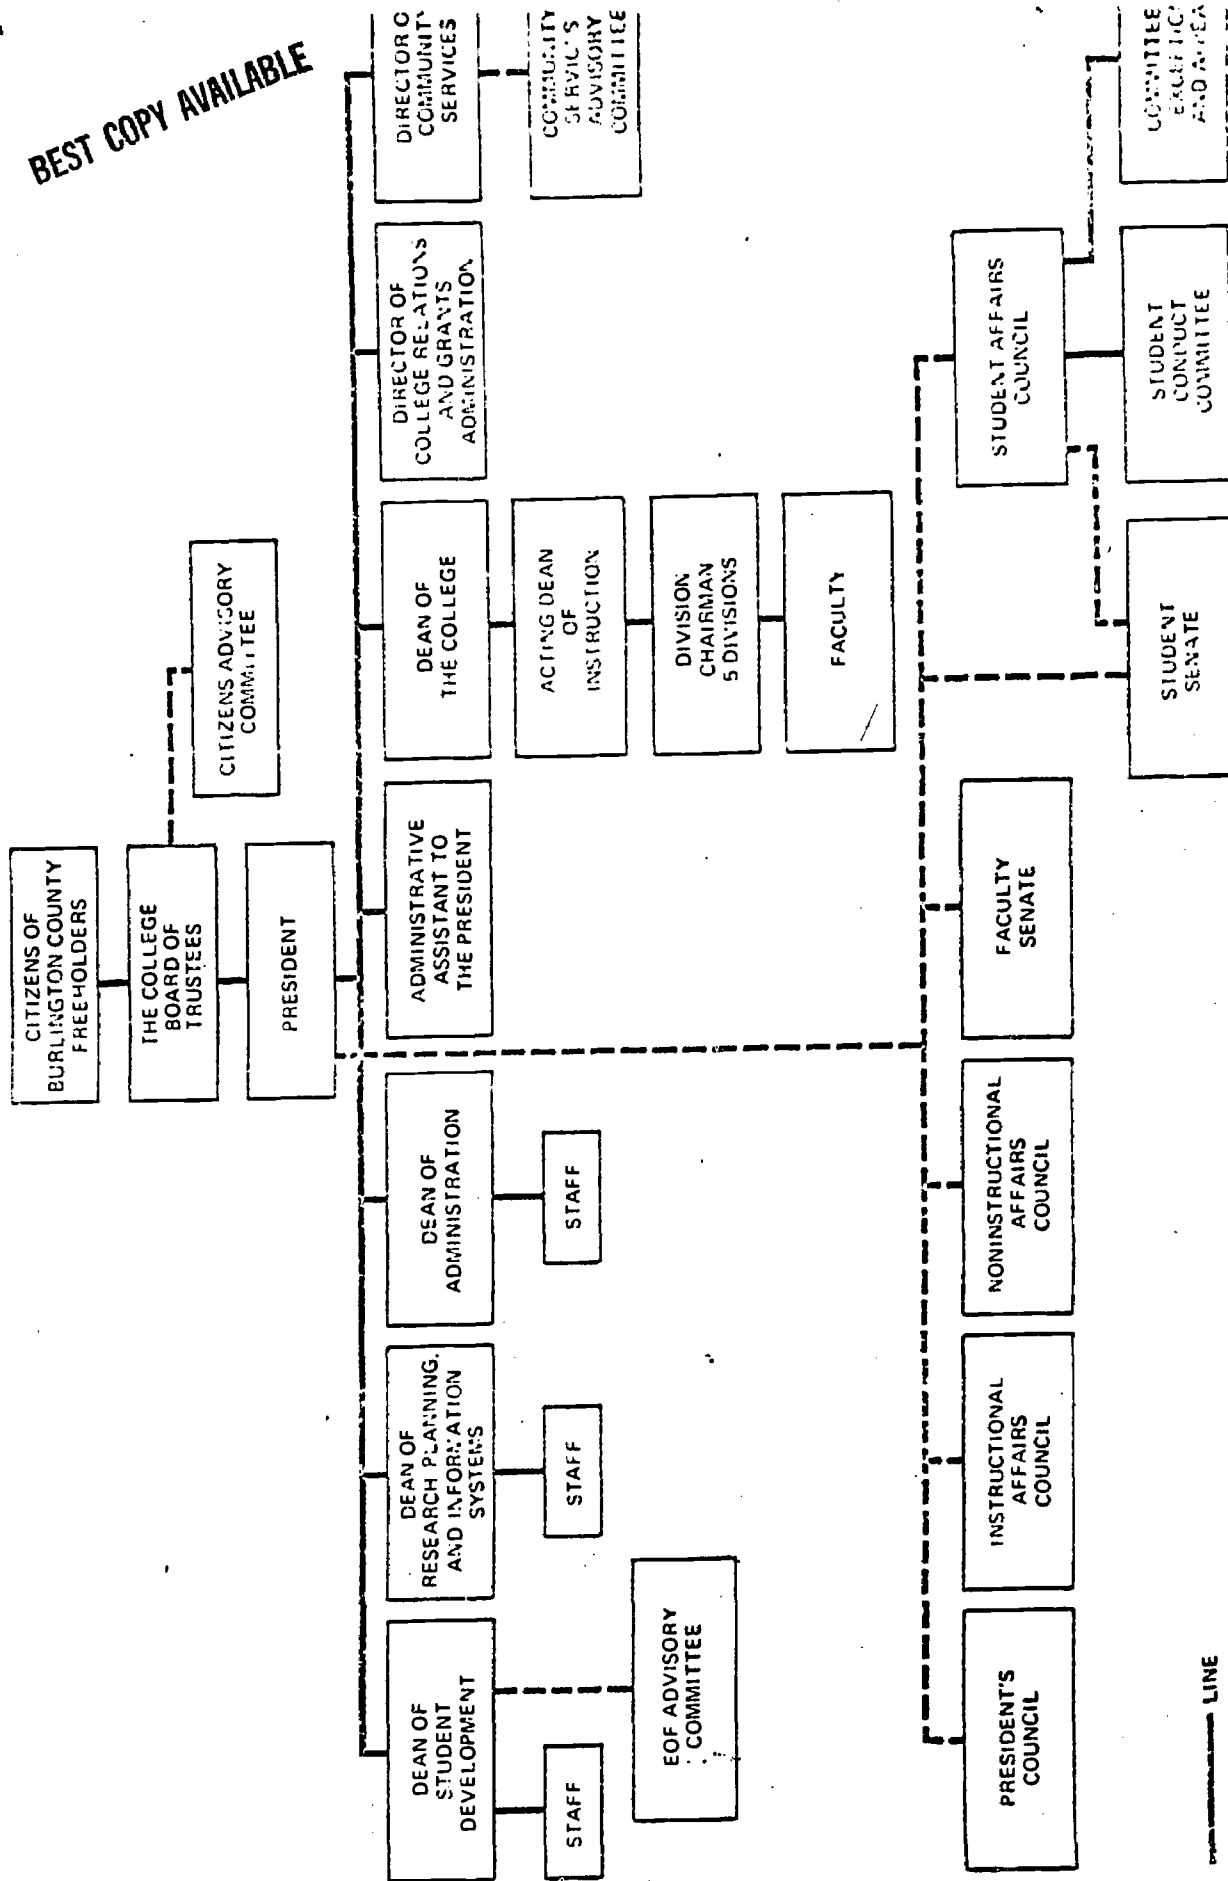 BEST COPY AVAILABLE
CITIZENS OF
BURLINGTON COUNTY
FREEHOLDERS
THE COLLEGE
BOARD OF
TRUSTEES
CITIZENS ADVISORY
COMMITTEE
PRESIDENT
DEAN OF
STUDENT
DEVELOPMENT
DEAN OF
RESEARCH PLANNING,
AND INFORMATION
SYSTEMS
DEAN OF
ADMINISTRATION
ADMINISTRATIVE
ASSISTANT TO
THE PRESIDENT
DEAN OF
THE COLLEGE
DIRECTOR OF
COLLEGE RELATIONS
AND GRANTS
ADMINISTRATION
DIRECTOR O
COMMUNITY
SERVICES
STAFF
STAFF
STAFF
ACTING DEAN
OF
INSTRUCTION
COMMUNITY
ADVISORY
COMMITTEE
EOF ADVISORY
COMMITTEE
DIVISION
CHAIRMAN
5 DIVISIONS
FACULTY
PRESIDENT'S
COUNCIL
INSTRUCTIONAL
AFFAIRS
COUNCIL
NONINSTRUCTIONAL
AFFAIRS
COUNCIL
FACULTY
SENATE
STUDENT AFFAIRS
COUNCIL
STUDENT
SENATE
STUDENT
CONDUCT
COMMITTEE
COMMITTEE
LINE